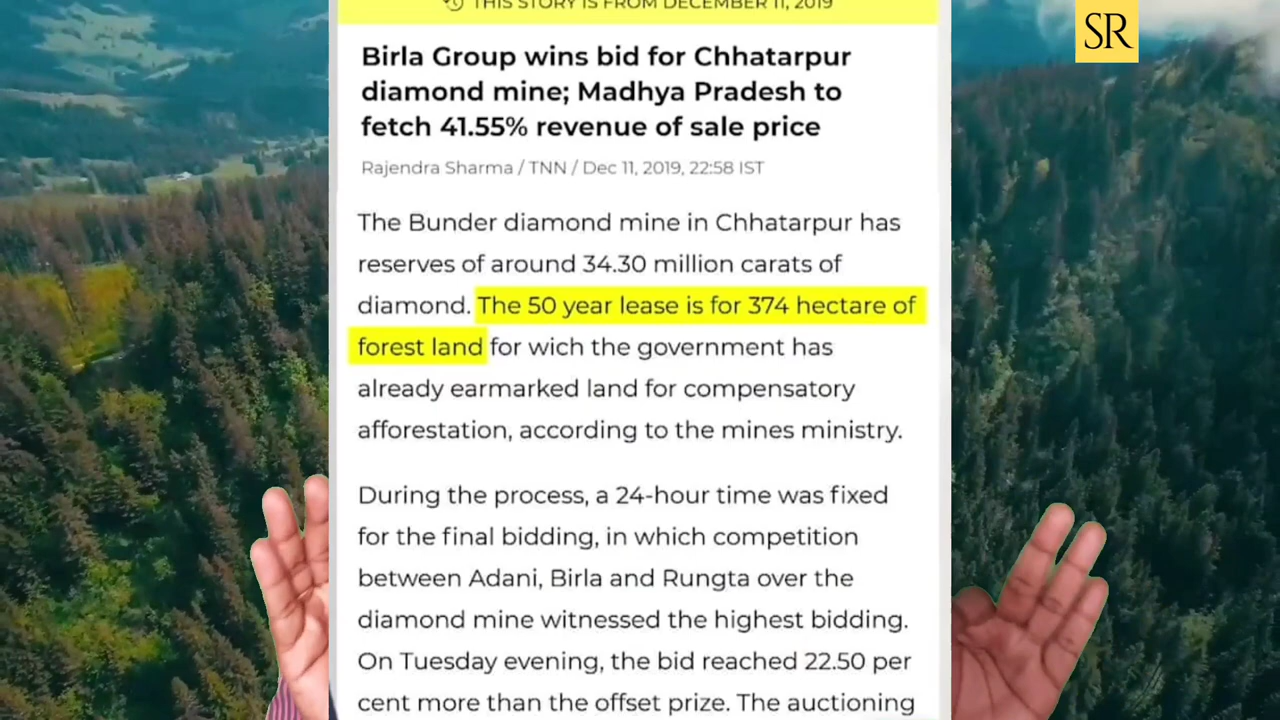 THIS STORY IS FROM DECEMBER 11, 2019
SR
Birla Group wins bid for Chhatarpur
diamond mine; Madhya Pradesh to
fetch 41.55% revenue of sale price
Rajendra Sharma / TNN / Dec 11, 2019, 22:58 IST
The Bunder diamond mine in Chhatarpur has
reserves of around 34.30 million carats of
diamond. The 50 year lease is for 374 hectare of
forest land for wich the government has
already earmarked land for compensatory
afforestation, according to the mines ministry.
During the process, a 24-hour time was fixed
for the final bidding, in which competition
between Adani, Birla and Rungta over the
diamond mine witnessed the highest bidding.
On Tuesday evening, the bid reached 22.50 per
cent more than the offset prize. The auctioning